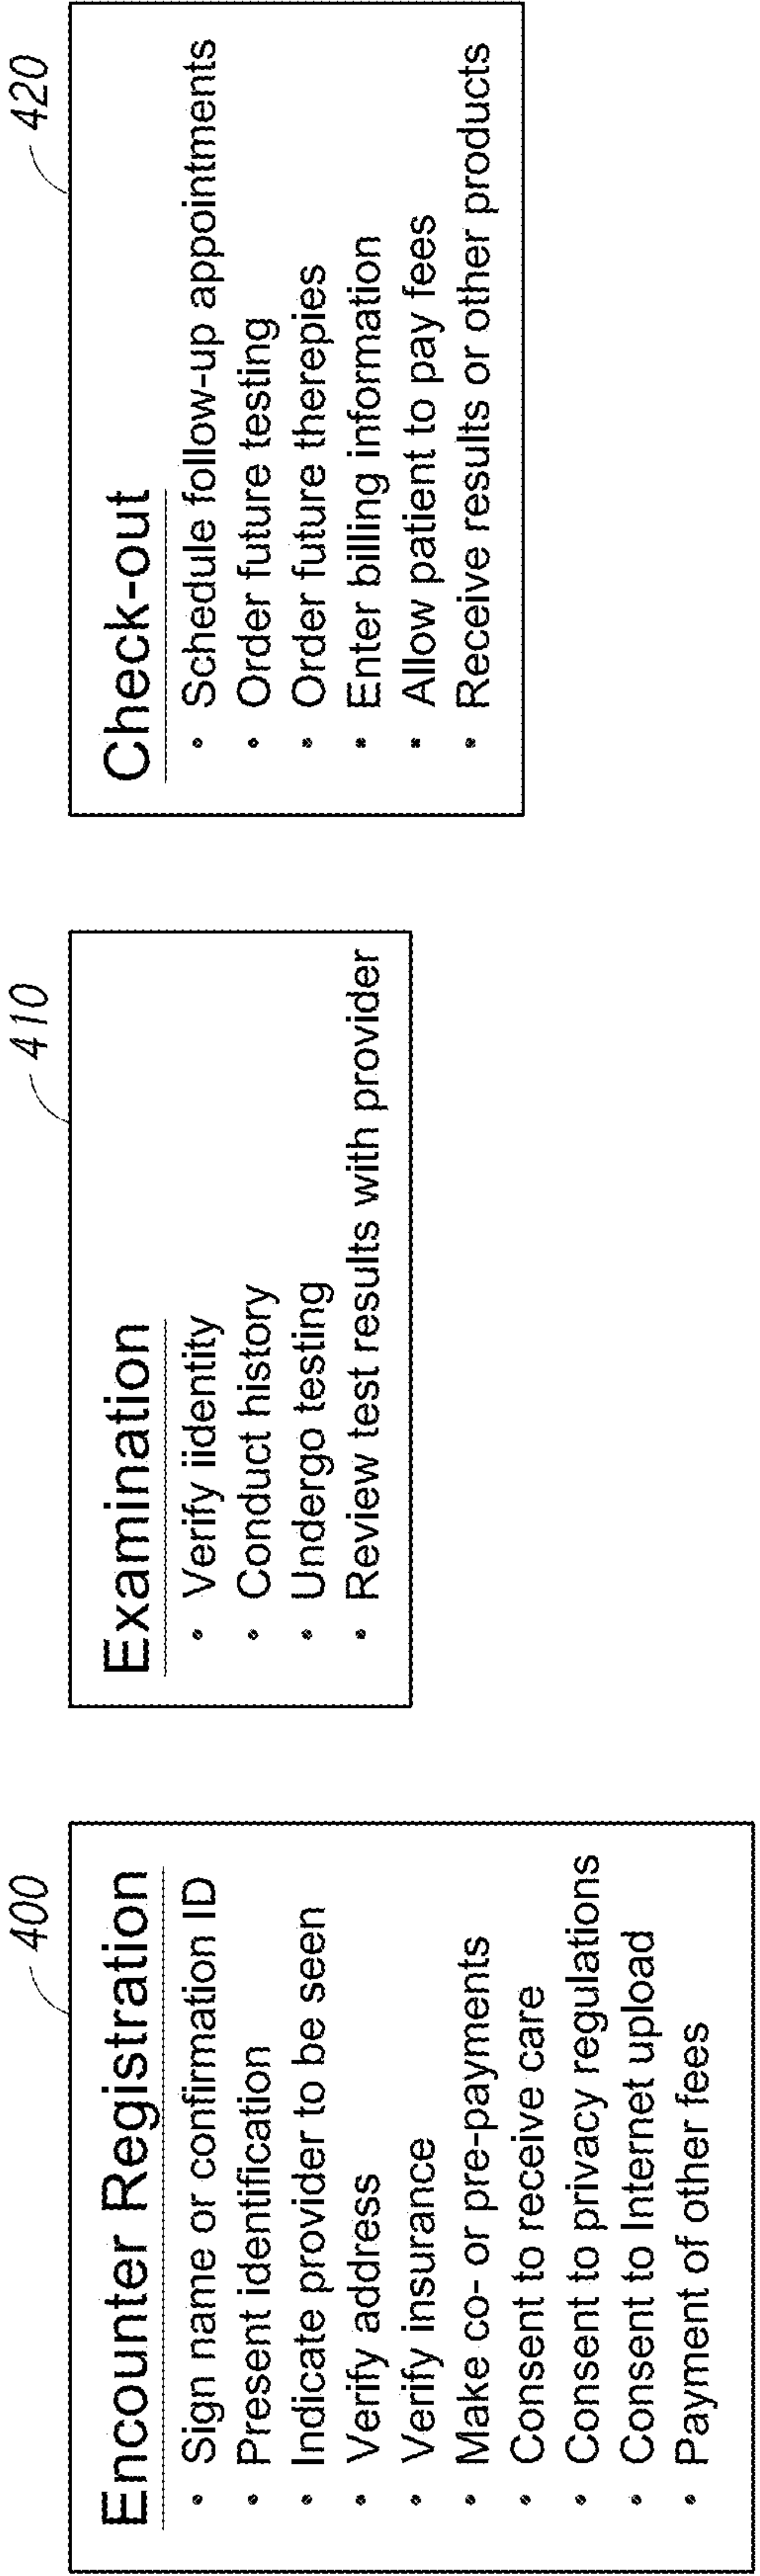 400
Encounter Registration
• Sign name or confirmation ID
• Present identification
• Indicate provider to be seen
• Verify address
• Verify insurance
• Make co- or pre-payments
• Consent to receive care
• Consent to privacy regulations
• Consent to Internet upload
• Payment of other fees
410
Examination
• Verify iidentity
• Conduct history
• Undergo testing
• Review test results with provider
420
Check-out
• Schedule follow-up appointments
• Order future testing
• Order future therepies
• Enter billing information
• Allow patient to pay fees
• Receive results or other products